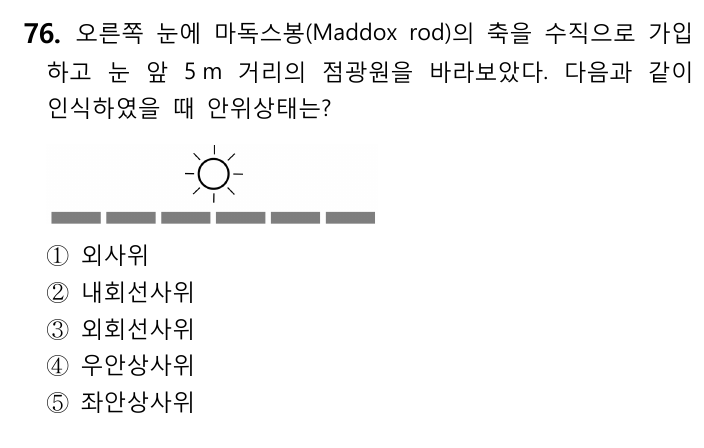 76. 오른쪽 눈에 마독스봉(Maddox rod)의 축을 수직으로 가입
하고 눈 앞 5 m 거리의 점광원을 바라보았다. 다음과 같이
인식하였을 때 안위상태는?
① 외사위
② 내회선사위
③ 외회선사위
④ 우안상사위
⑤ 좌안상사위